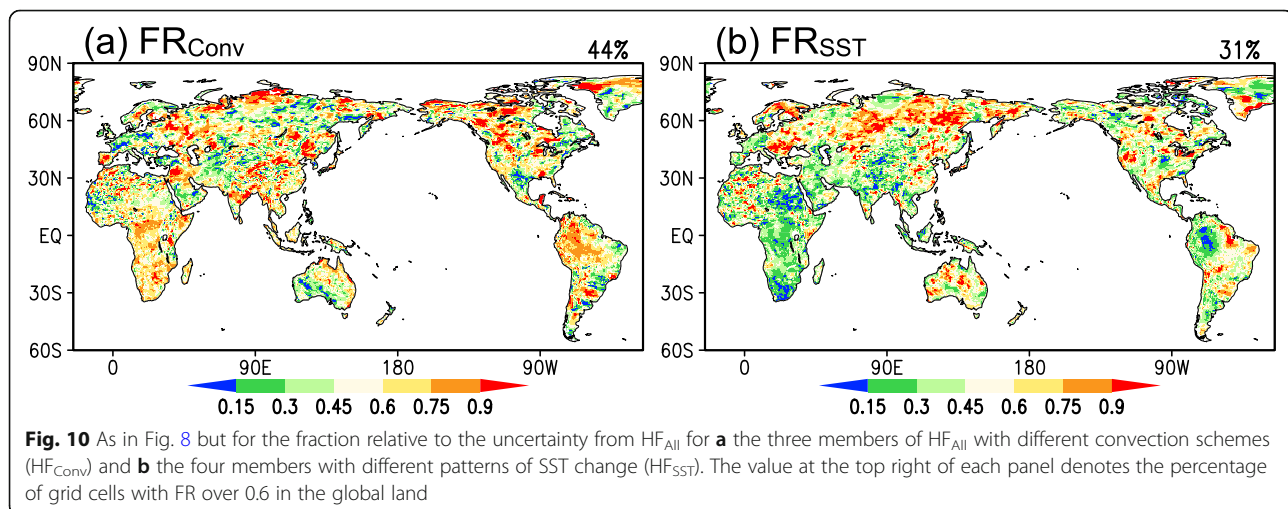 (a) FRConv 44%
(b) FRSST 31%
90N
60N
30N
EQ
30S
60S
0 90E 180 90W
0.15 0.3 0.45 0.6 0.75 0.9
90N
60N
30N
EQ
30S
60S
0 90E 180 90W
0.15 0.3 0.45 0.6 0.75 0.9
Fig. 10 As in Fig. 8 but for the fraction relative to the uncertainty from HFAll for a the three members of HFAll with different convection schemes
(HFConv) and b the four members with different patterns of SST change (HFSST). The value at the top right of each panel denotes the percentage
of grid cells with FR over 0.6 in the global land